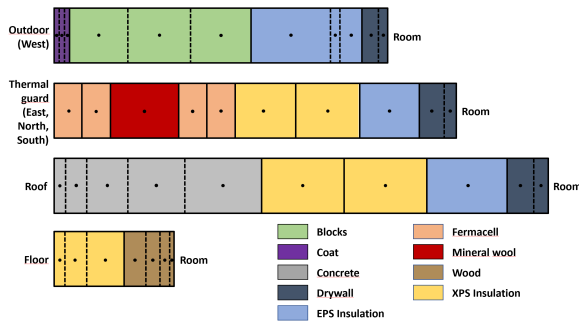 Outdoor
(West)
Room
Thermal
guard
(East,
North,
South)
Room
Roof
Room
Floor
Room
Blocks
Fermacell
Coat
Mineral wool
Concrete
Wood
Drywall
XPS Insulation
EPS Insulation